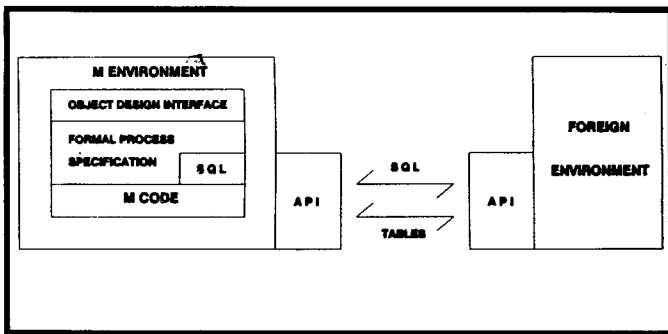 M ENVIRONMENT
OBJECT DESIGN INTERFACE
FORMAL PROCESS
SPECIFICATION
SQL
M CODE
API
SQL
TABLES
API
FOREIGN
ENVIRONMENT